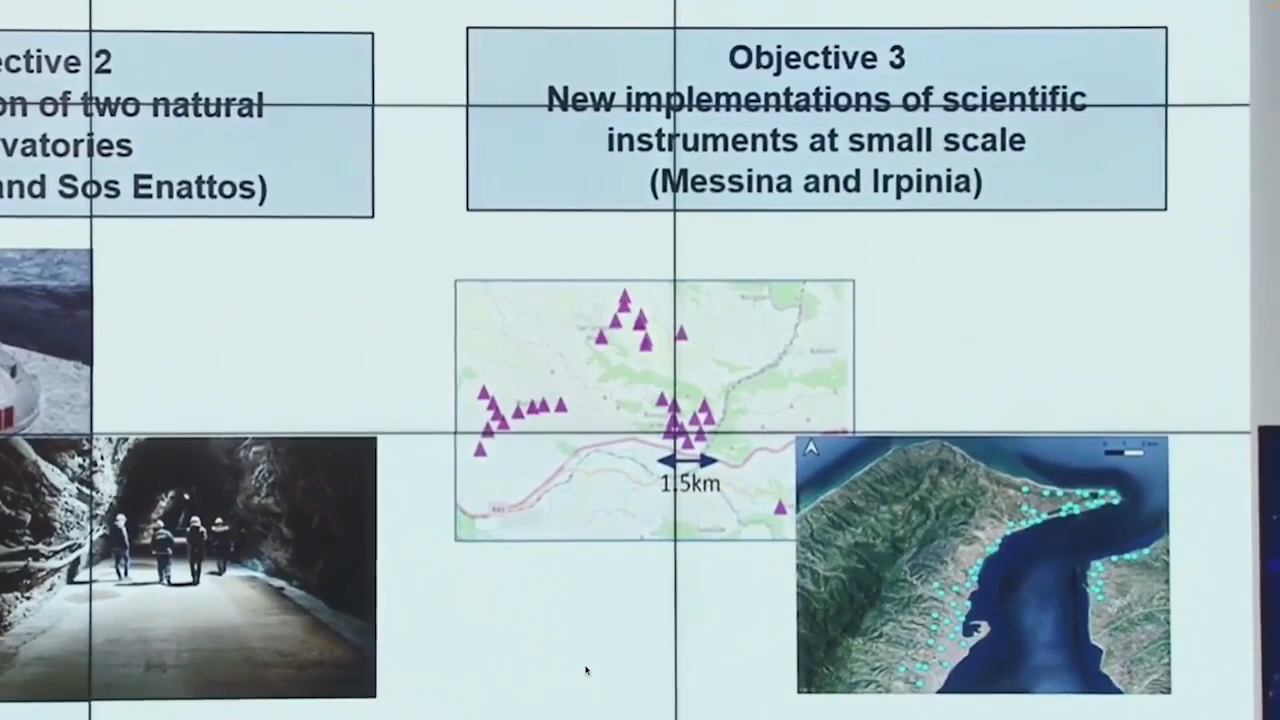 ective 2
on of two natural
vatories
and Sos Enattos)
Objective 3
New implementations of scientific
instruments at small scale
(Messina and Irpinia)
1.5km